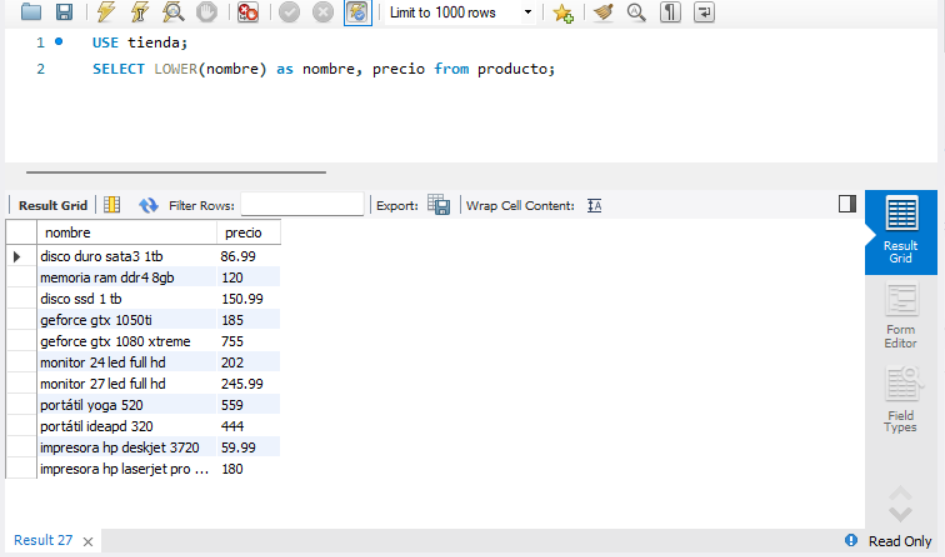 Limit to 1000 rows
1 USE tienda;
2 SELECT LOWER(nombre) as nombre, precio from producto;
Result Grid Filter Rows: Export: Wrap Cell Content:
nombre precio
disco duro sata3 1tb 86.99
memoria ram ddr4 8gb 120
disco ssd 1 tb 150.99
geforce gtx 1050ti 185
geforce gtx 1080 xtreme 755
monitor 24 led full hd 202
monitor 27 led full hd 245.99
portátil yoga 520 559
portátil ideapd 320 444
impresora hp deskjet 3720 59.99
impresora hp laserjet pro ... 180
Result
Grid
Form
Editor
Field
Types
Result 27 Read Only